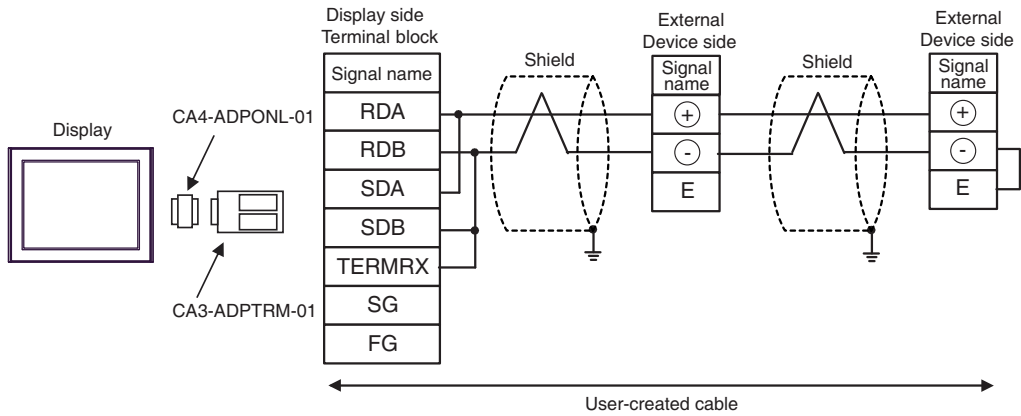 Display side
Terminal block
External
Device side
External
Device side
Signal name
RDA
RDB
SDA
SDB
TERMRX
SG
FG
Shield
Signal
name
+
-
E
Shield
Signal
name
+
-
E
Display
CA4-ADPONL-01
CA3-ADPTRM-01
User-created cable